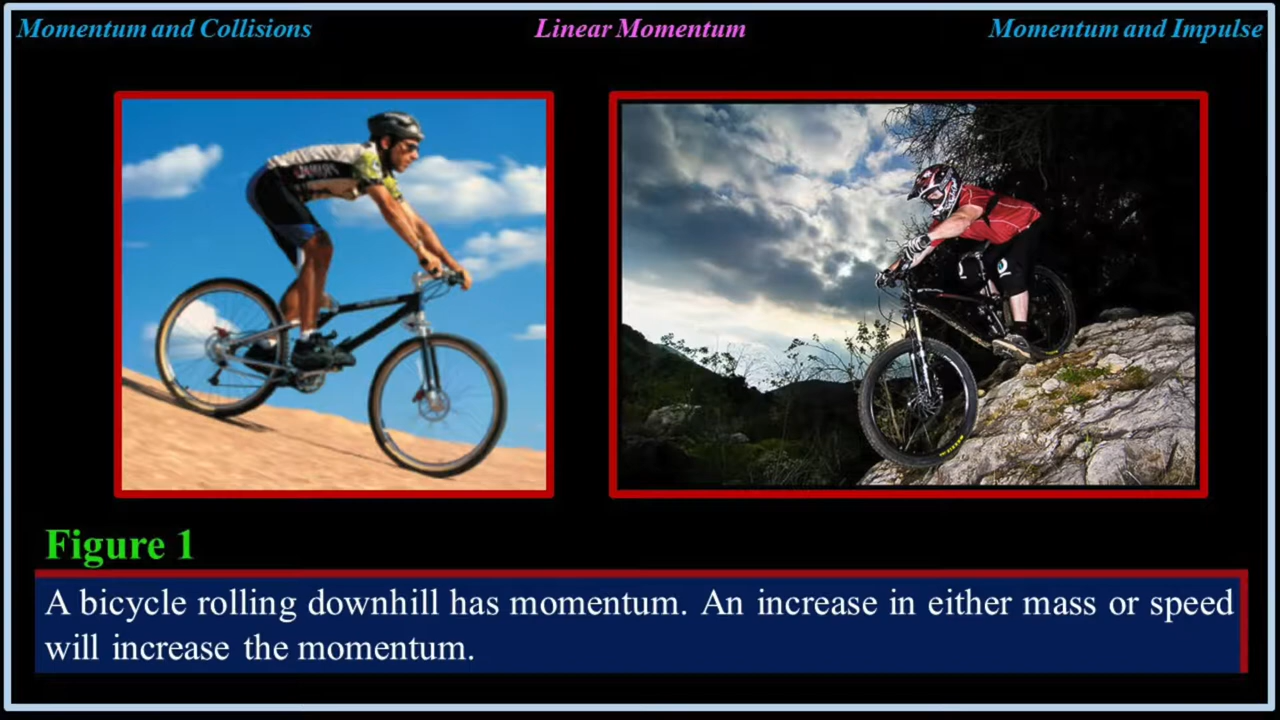 Momentum and Collisions
Linear Momentum
Momentum and Impulse
Figure 1
A bicycle rolling downhill has momentum. An increase in either mass or speed
will increase the momentum.